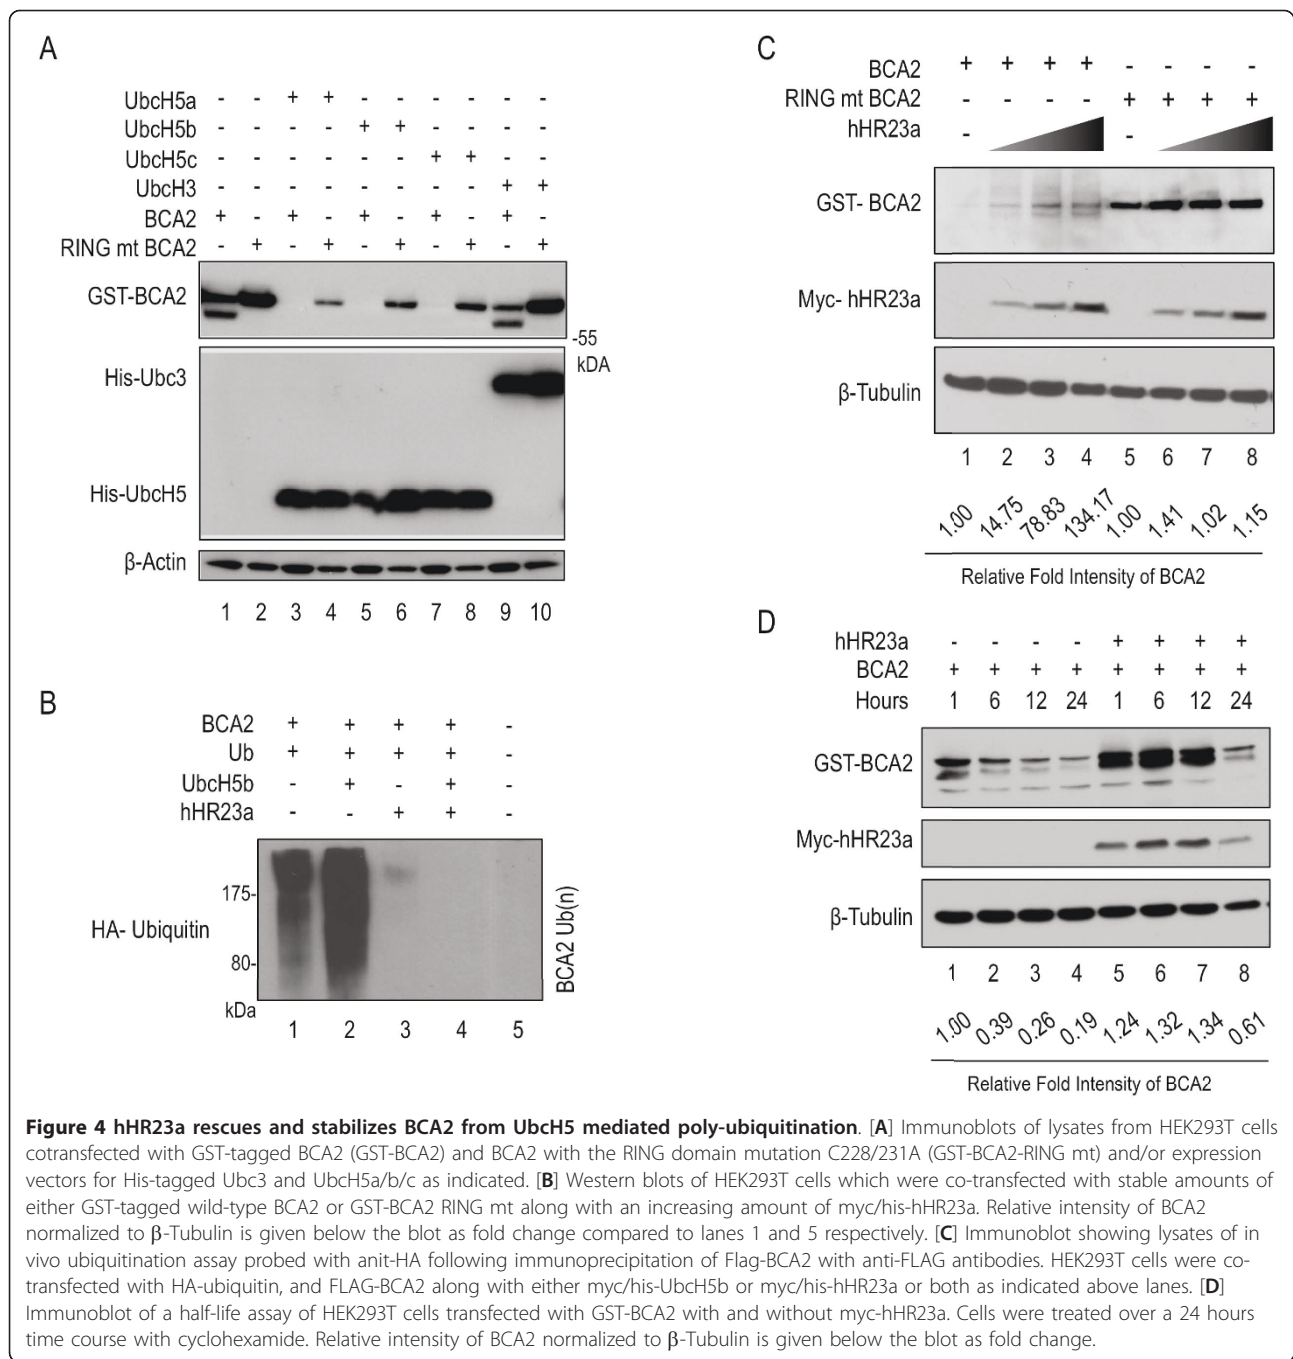 A
UbcH5a - - + + - - - - - -
UbcH5b - - - - + + - - - -
UbcH5c - - - - - - + + - -
UbcH3 - - - - - - - - + +
BCA2 + - + - + - + - + -
RING mt BCA2 - + - + - + - + - +
GST-BCA2
-55
kDA
His-Ubc3
His-UbcH5
β-Actin
1 2 3 4 5 6 7 8 9 10
B
BCA2 + + + + -
Ub + + + + -
UbcH5b - + - + -
hHR23a - - + + -
175-
HA- Ubiquitin
80-
kDa
BCA2 Ub(n)
1 2 3 4 5
C
BCA2 + + + + - - - -
RING mt BCA2 - - - - + + + +
hHR23a - -
GST- BCA2
Myc- hHR23a
β-Tubulin
1 2 3 4 5 6 7 8
1.00 14.75 78.83 134.17 1.00 1.41 1.02 1.15
Relative Fold Intensity of BCA2
D
hHR23a - - - - + + + +
BCA2 + + + + + + + +
Hours 1 6 12 24 1 6 12 24
GST-BCA2
Myc-hHR23a
β-Tubulin
1 2 3 4 5 6 7 8
1.00 0.39 0.26 0.19 1.24 1.32 1.34 0.61
Relative Fold Intensity of BCA2
Figure 4 hHR23a rescues and stabilizes BCA2 from UbcH5 mediated poly-ubiquitination. [A] Immunoblots of lysates from HEK293T cells
cotransfected with GST-tagged BCA2 (GST-BCA2) and BCA2 with the RING domain mutation C228/231A (GST-BCA2-RING mt) and/or expression
vectors for His-tagged Ubc3 and UbcH5a/b/c as indicated. [B] Western blots of HEK293T cells which were co-transfected with stable amounts of
either GST-tagged wild-type BCA2 or GST-BCA2 RING mt along with an increasing amount of myc/his-hHR23a. Relative intensity of BCA2
normalized to β-Tubulin is given below the blot as fold change compared to lanes 1 and 5 respectively. [C] Immunoblot showing lysates of in
vivo ubiquitination assay probed with anit-HA following immunoprecipitation of Flag-BCA2 with anti-FLAG antibodies. HEK293T cells were co-
transfected with HA-ubiquitin, and FLAG-BCA2 along with either myc/his-UbcH5b or myc/his-hHR23a or both as indicated above lanes. [D]
Immunoblot of a half-life assay of HEK293T cells transfected with GST-BCA2 with and without myc-hHR23a. Cells were treated over a 24 hours
time course with cyclohexamide. Relative intensity of BCA2 normalized to β-Tubulin is given below the blot as fold change.